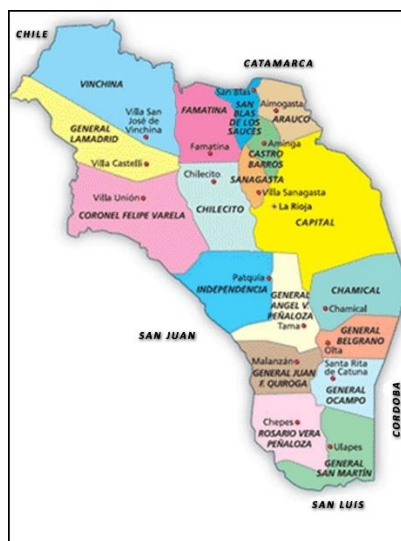 CHILE
CATAMARCA
VINCHINA
San Blas
FAMATINA
SAN
BLAS
DE LOS
SAUCES
Aimogasta
ARAUCO
Villa San
José de
Vinchina
GENERAL
LAMADRID
Aminga
Famatina
CASTRO
BARROS
Villa Castelli
Chilecito
SANAGASTA
Villa Sanagasta
Villa Unión
La Rioja
CORONEL FELIPE VARELA
CHILECITO
CAPITAL
Patquía
INDEPENDENCIA
GENERAL
ANGEL V.
PEÑALOZA
CHAMICAL
Chamical
SAN JUAN
Tama
GENERAL
BELGRANO
Olta
Malanzán
Santa Rita
de Catuna
GENERAL JUAN
F. QUIROGA
GENERAL
OCAMPO
CORDOBA
Chepes
ROSARIO VERA
PEÑALOZA
Ulapes
GENERAL
SAN MARTÍN
SAN LUIS